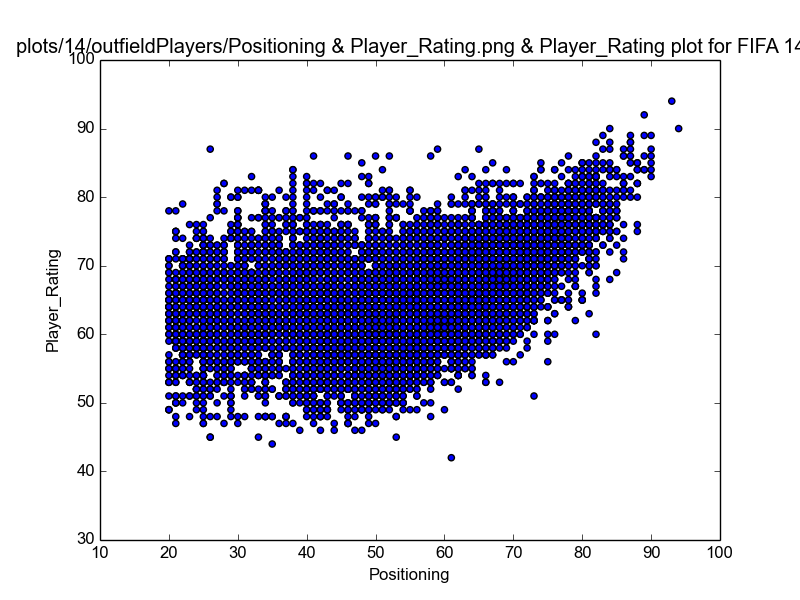 plots/14/outfieldPlayers/Positioning & Player_Rating.png & Player_Rating plot for FIFA 14
100
90
80
70
60
50
40
30
Player_Rating
10 20 30 40 50 60 70 80 90 100
Positioning